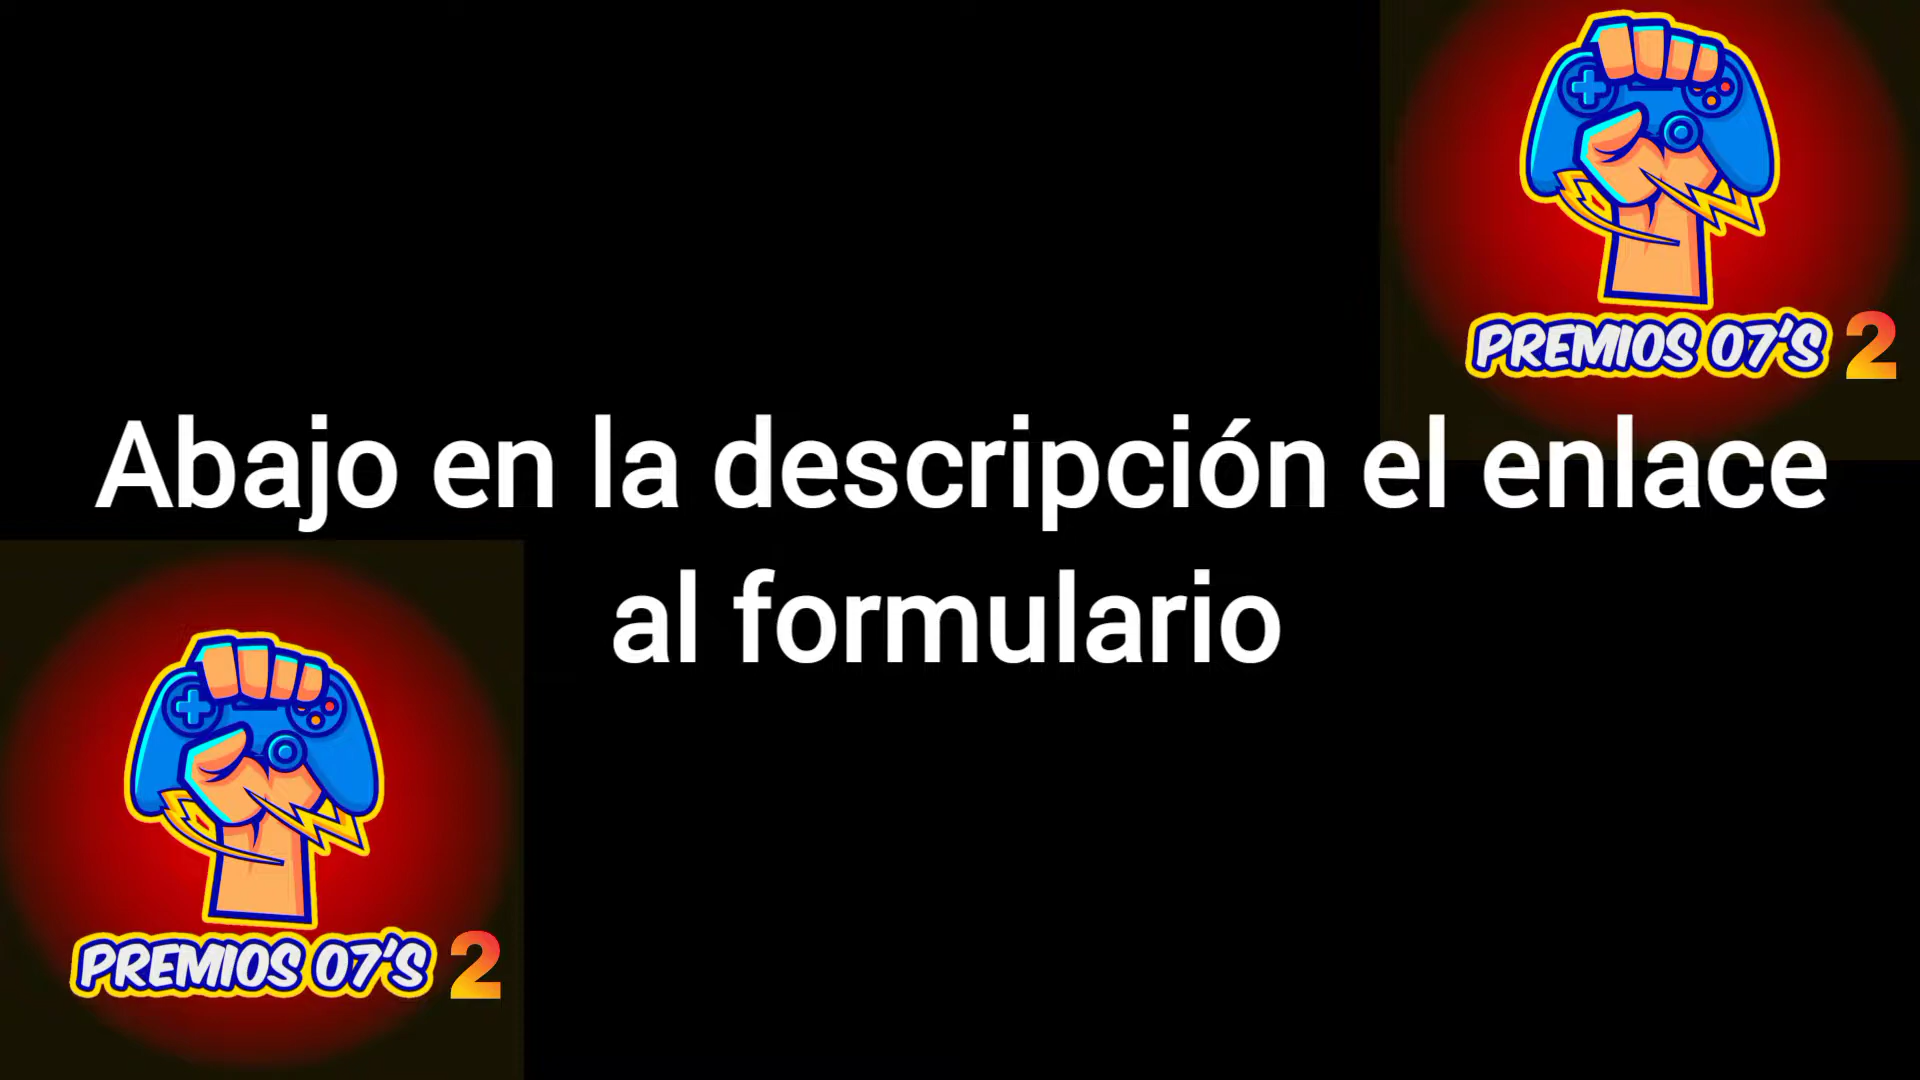 PREMIOS 07'S 2
Abajo en la descripción el enlace
al formulario
PREMIOS 07'S 2